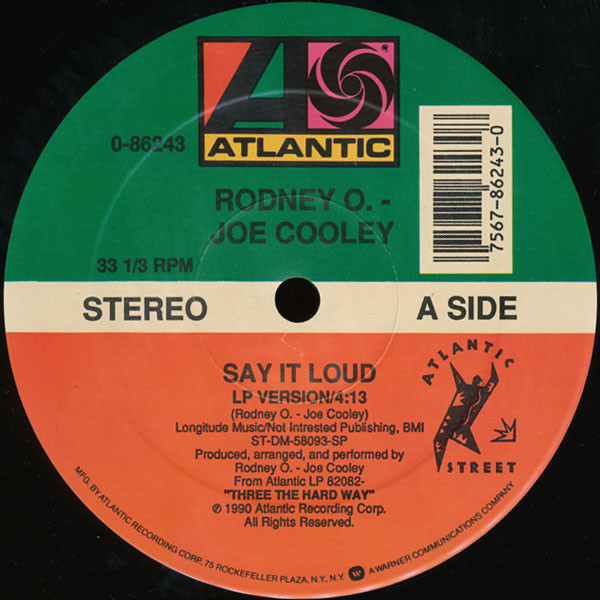 ATLANTIC
0-86243
7567-86243-0
RODNEY O. -
JOE COOLEY
33 1/3 RPM
STEREO
A SIDE
SAY IT LOUD
LP VERSION/4:13
(Rodney O. - Joe Cooley)
Longitude Music/Not Intrested Publishing, BMI
ST-DM-58093-SP
Produced, arranged, and performed by
Rodney O. - Joe Cooley
From Atlantic LP 82082-
"THREE THE HARD WAY"
℗ 1990 Atlantic Recording Corp.
All Rights Reserved.
ATLANTIC
STREET
MFG. BY ATLANTIC RECORDING CORP. 75 ROCKEFELLER PLAZA, N.Y. N.Y. W A WARNER COMMUNICATIONS COMPANY